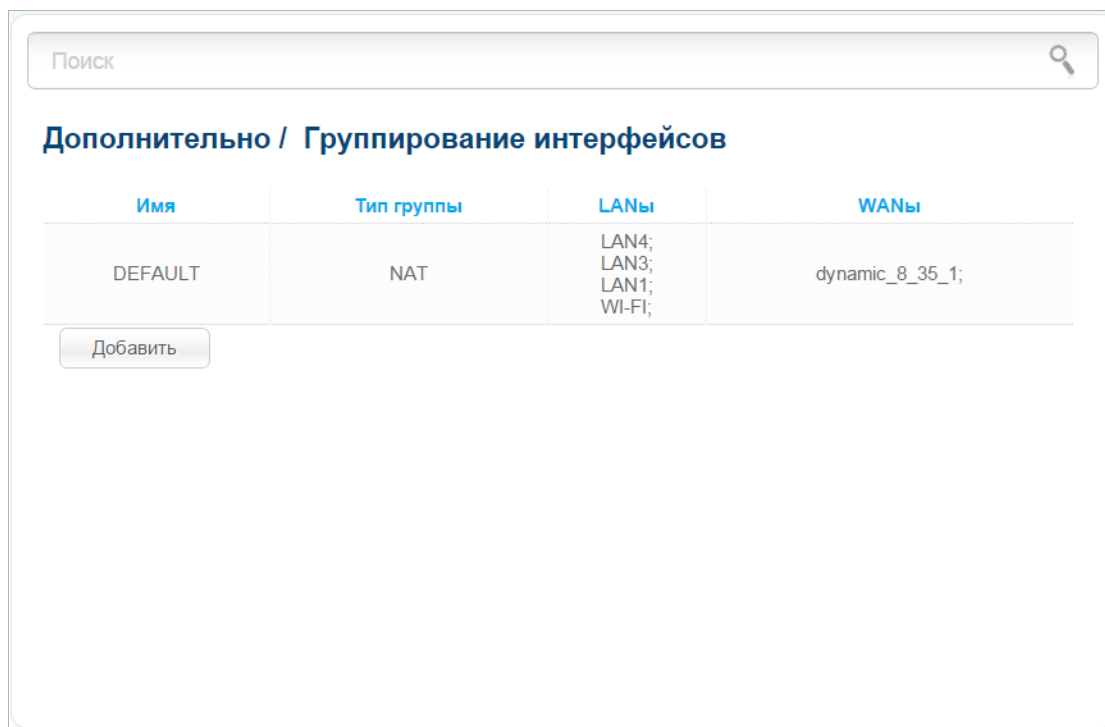 Поиск
Дополнительно / Группирование интерфейсов
Имя Тип группы LANы WANы
DEFAULT NAT LAN4; LAN3; LAN1; WI-FI; dynamic_8_35_1;
Добавить